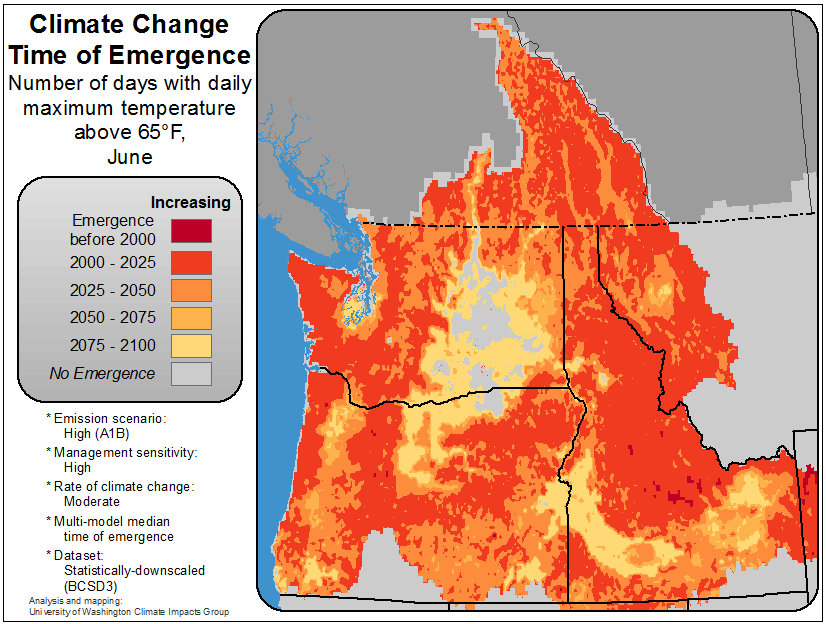 Climate Change
Time of Emergence
Number of days with daily
maximum temperature
above 65°F,
June
Increasing
Emergence
before 2000
2000 - 2025
2025 - 2050
2050 - 2075
2075 - 2100
No Emergence
* Emission scenario:
High (A1B)
* Management sensitivity:
High
* Rate of climate change:
Moderate
* Multi-model median
time of emergence
* Dataset:
Statistically-downscaled
(BCSD3)
Analysis and mapping:
University of Washington Climate Impacts Group